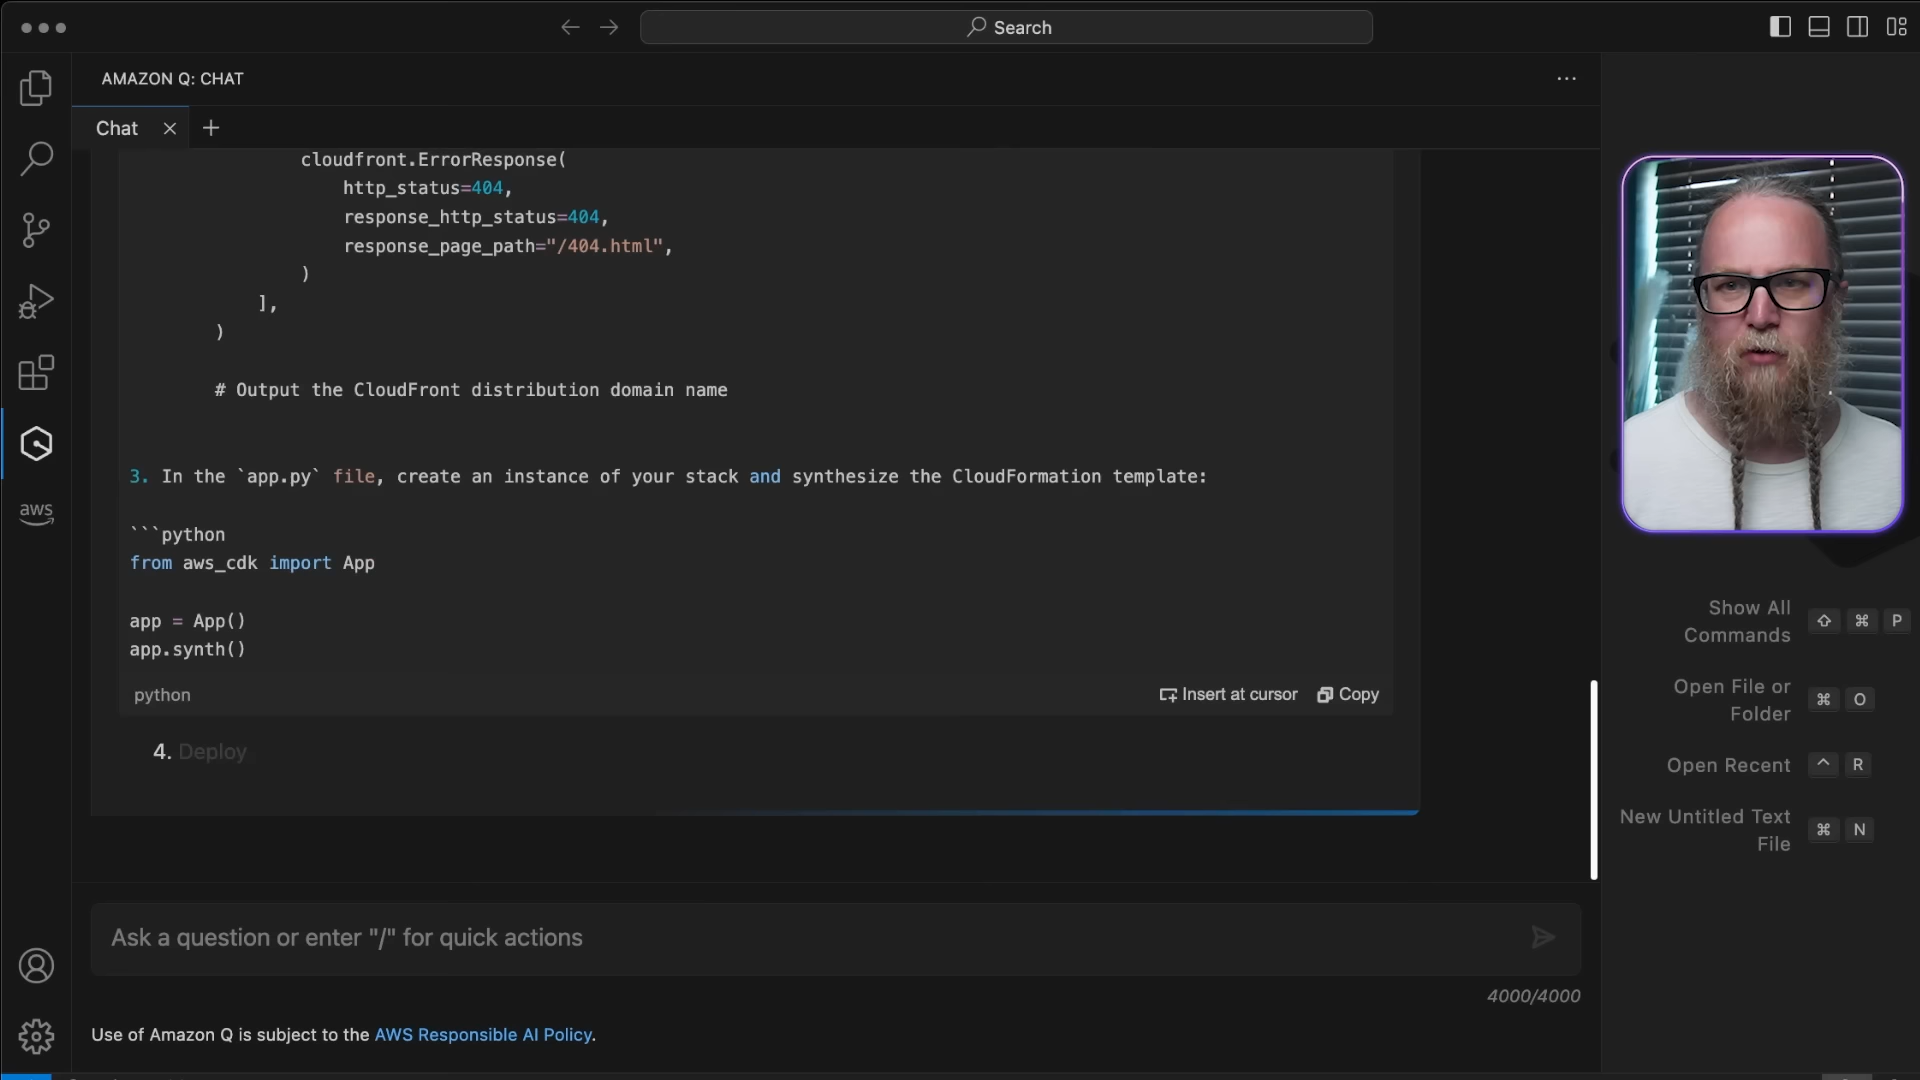 Search
AMAZON Q: CHAT
Chat
cloudfront.ErrorResponse(
http_status=404,
response_http_status=404,
response_page_path="/404.html",
)
],
)
# Output the CloudFront distribution domain name
3. In the `app.py` file, create an instance of your stack and synthesize the CloudFormation template:
```python
from aws_cdk import App
app = App()
app.synth()
python
Insert at cursor
Copy
4. Deploy
Ask a question or enter "/" for quick actions
4000/4000
Use of Amazon Q is subject to the AWS Responsible AI Policy.
aws
Show All
Commands
⇧ ⌘ P
Open File or
Folder
⌘ O
Open Recent
^ R
New Untitled Text
File
⌘ N